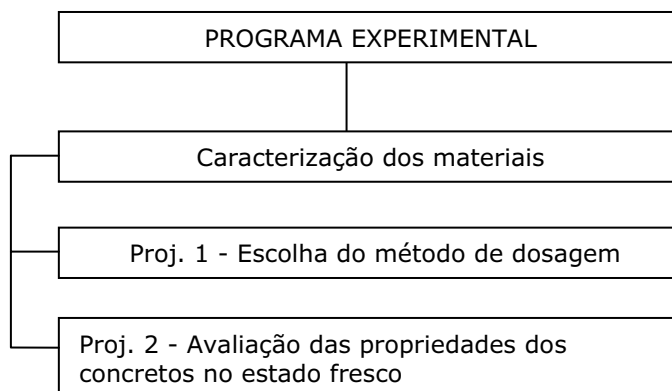 PROGRAMA EXPERIMENTAL
Caracterização dos materiais
Proj. 1 - Escolha do método de dosagem
Proj. 2 - Avaliação das propriedades dos
concretos no estado fresco